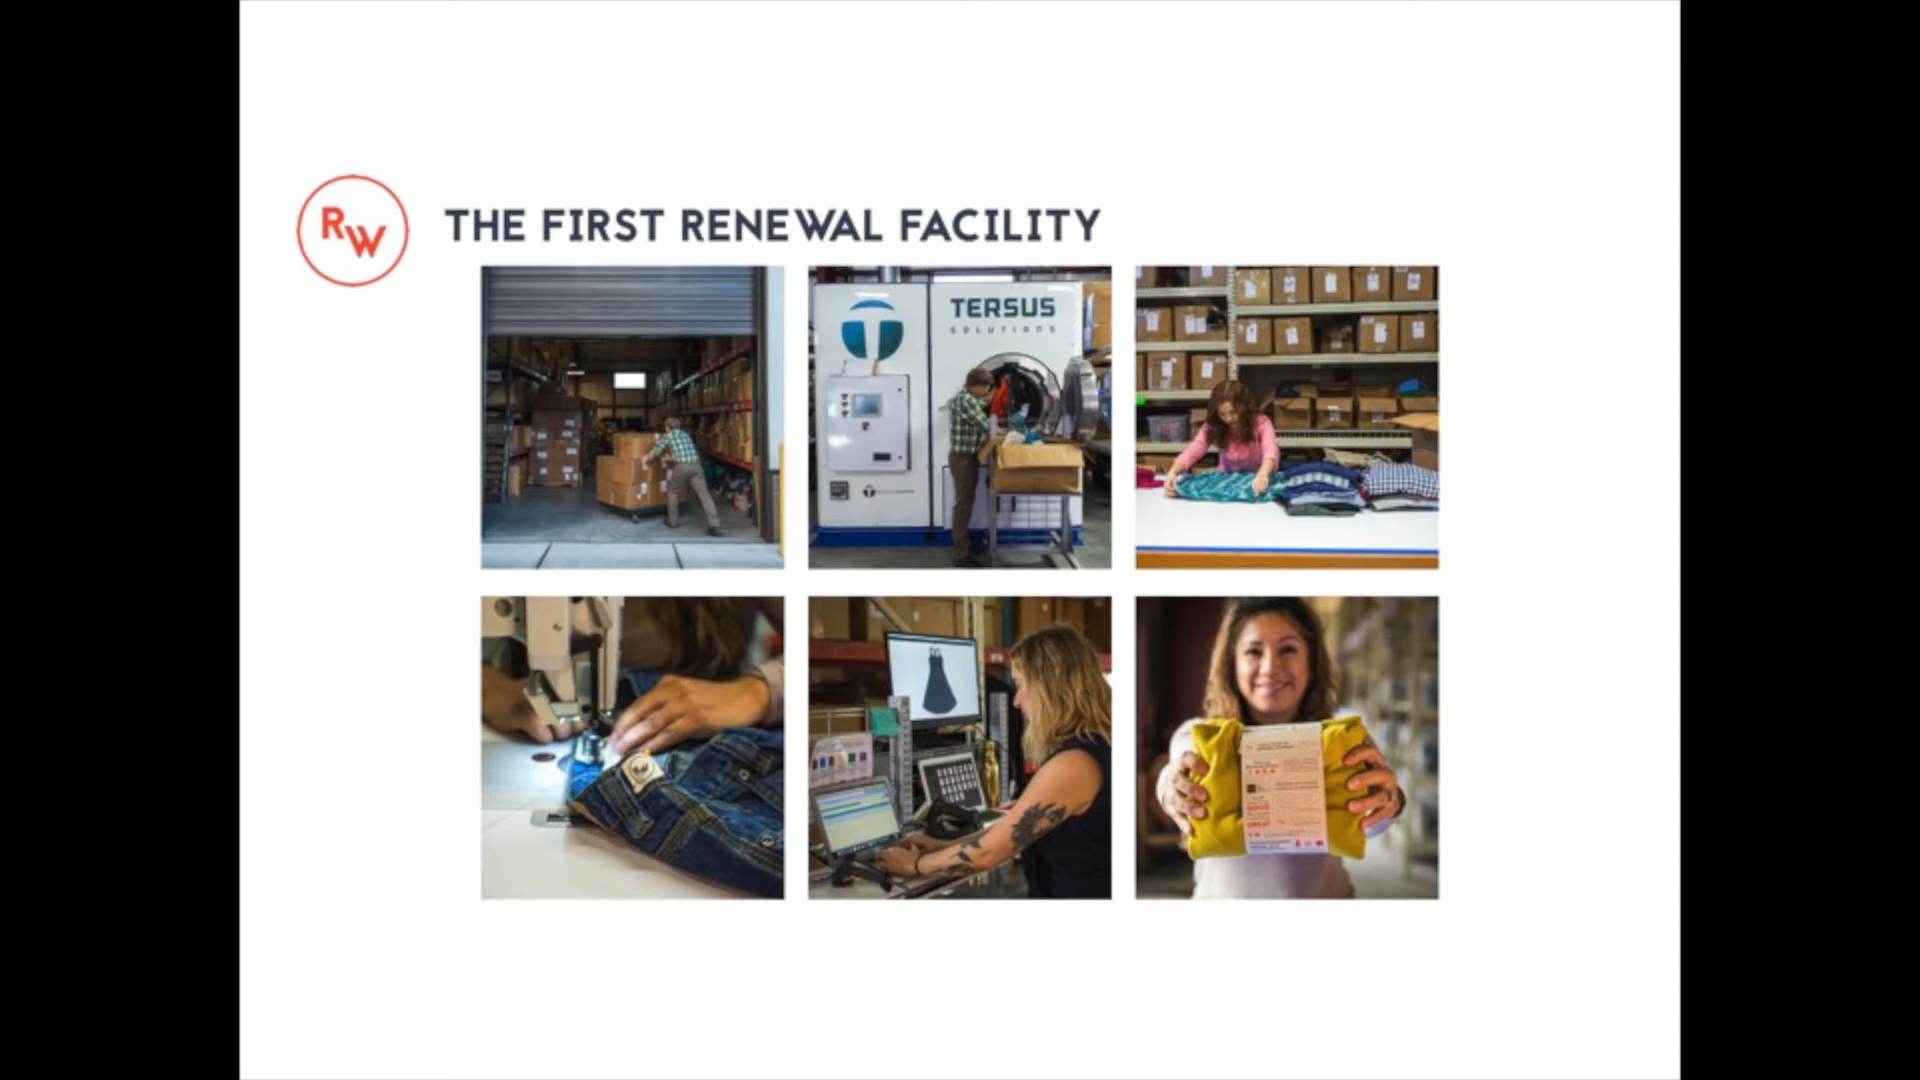 RW
THE FIRST RENEWAL FACILITY
TERSUS
SOLUTIONS